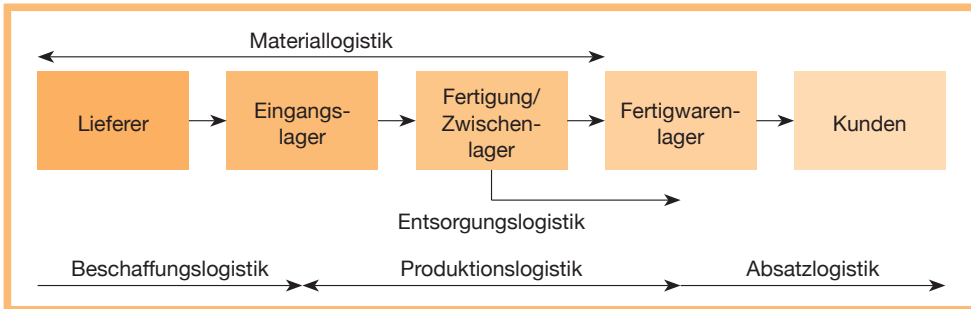 Materiallogistik
Lieferer
Eingangs-
lager
Fertigung/
Zwischen-
lager
Fertigwaren-
lager
Kunden
Entsorgungslogistik
Beschaffungslogistik
Produktionslogistik
Absatzlogistik